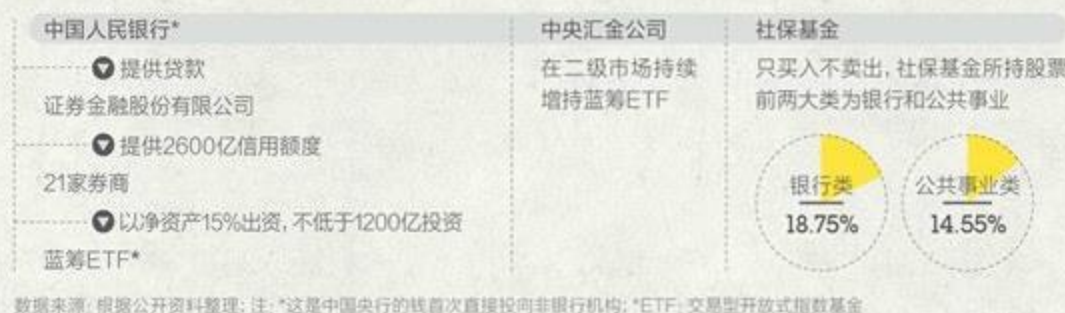 中国人民银行*
提供贷款
证券金融股份有限公司
提供2600亿信用额度
21家券商
以净资产15%出资，不低于1200亿投资
蓝筹ETF*
中央汇金公司
在二级市场持续
增持蓝筹ETF
社保基金
只买入不卖出，社保基金所持股票
前两大类为银行和公共事业
银行类
18.75%
公共事业类
14.55%
数据来源: 根据公开资料整理; 注: *这是中国央行的钱首次直接投向非银行机构; *ETF: 交易型开放式指数基金